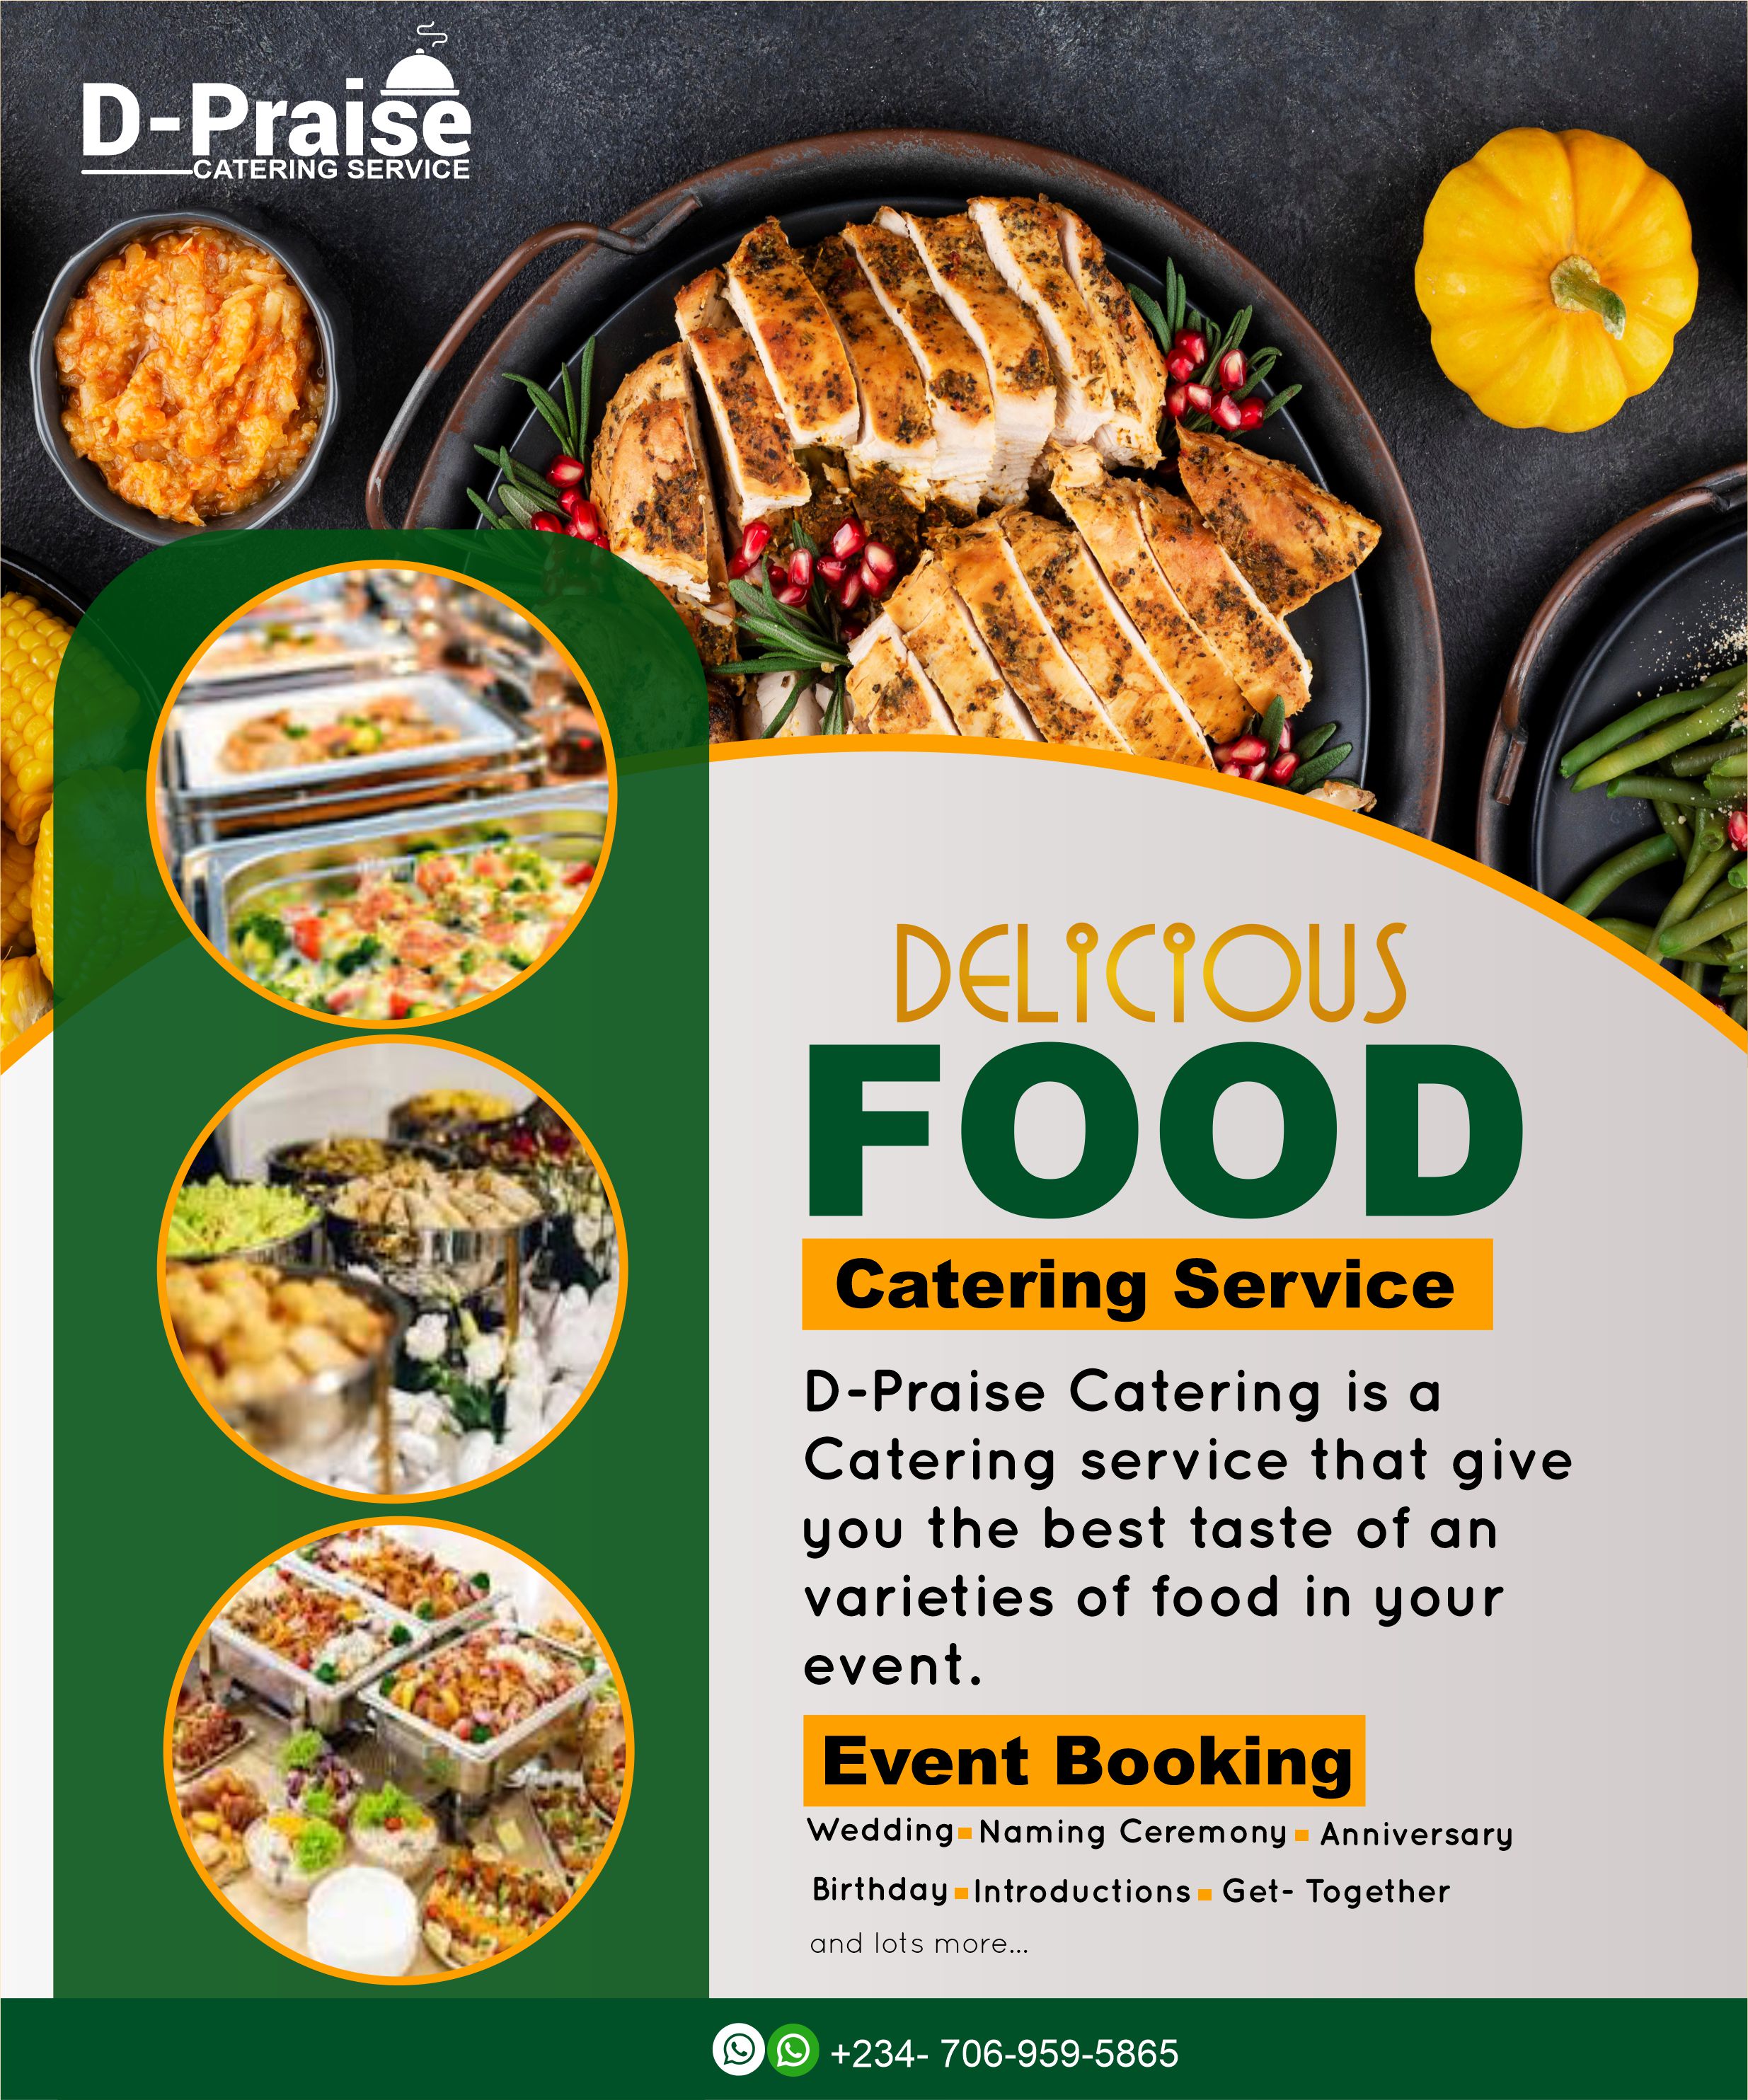 D-Praise
CATERING SERVICE
DELiCiOUS
FOOD
Catering Service
D-Praise Catering is a
Catering service that give
you the best taste of an
varieties of food in your
event.
Event Booking
Wedding Naming Ceremony Anniversary
Birthday Introductions Get- Together
and lots more...
+234- 706-959-5865